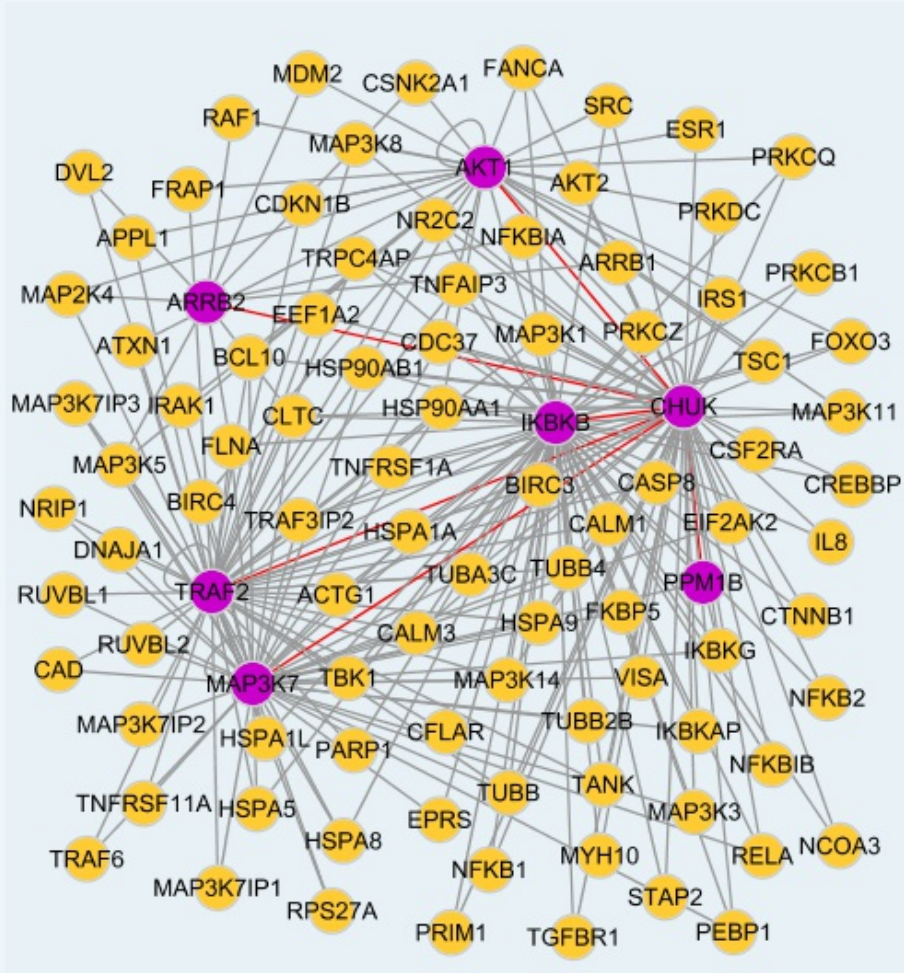 MDM2
CSNK2A1
FANCA
SRC
RAF1
MAP3K8
ESR1
PRKCQ
AKT1
DVL2
FRAP1
CDKN1B
AKT2
PRKDC
NR2C2
NFKBIA
APPL1
TRPC4AP
ARRB1
PRKCB1
TNFAIP3
MAP2K4
ARRB2
IRS1
EEF1A2
MAP3K1
PRKCZ
FOXO3
ATXN1
BCL10
CDC37
TSC1
HSP90AB1
MAP3K7IP3
IRAK1
CLTC
HSP90AA1
IKBKB
CHUK
MAP3K11
FLNA
CSF2RA
MAP3K5
TNFRSF1A
BIRC3
CASP8
CREBBP
NRIP1
BIRC4
TRAF3IP2
HSPA1A
CALM1
EIF2AK2
IL8
DNAJA1
TUBA3C
TUBB4
PPM1B
RUVBL1
TRAF2
ACTG1
FKBP5
CTNNB1
RUVBL2
CALM3
HSPA9
IKBKG
CAD
MAP3K7
TBK1
MAP3K14
VISA
NFKB2
MAP3K7IP2
HSPA1L
PARP1
CFLAR
TUBB2B
IKBKAP
NFKBIB
TNFRSF11A
HSPA5
TUBB
TANK
MAP3K3
EPRS
HSPA8
TRAF6
NFKB1
MYH10
RELA
NCOA3
MAP3K7IP1
RPS27A
STAP2
PRIM1
TGFBR1
PEBP1